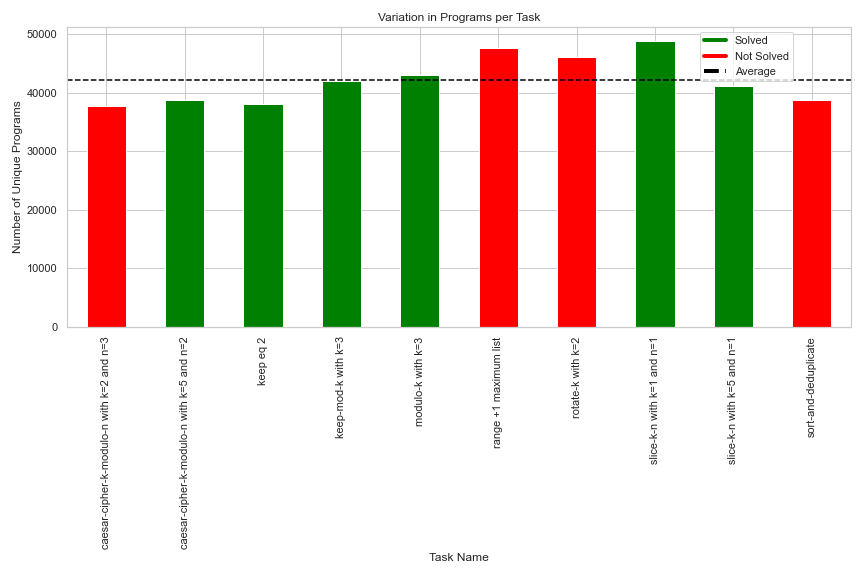 Variation in Programs per Task
Number of Unique Programs
50000
40000
30000
20000
10000
0
Solved
Not Solved
Average
caesar-cipher-k-modulo-n with k=2 and n=3
caesar-cipher-k-modulo-n with k=5 and n=2
keep eq 2
keep-mod-k with k=3
modulo-k with k=3
range +1 maximum list
rotate-k with k=2
slice-k-n with k=1 and n=1
slice-k-n with k=5 and n=1
sort-and-deduplicate
Task Name